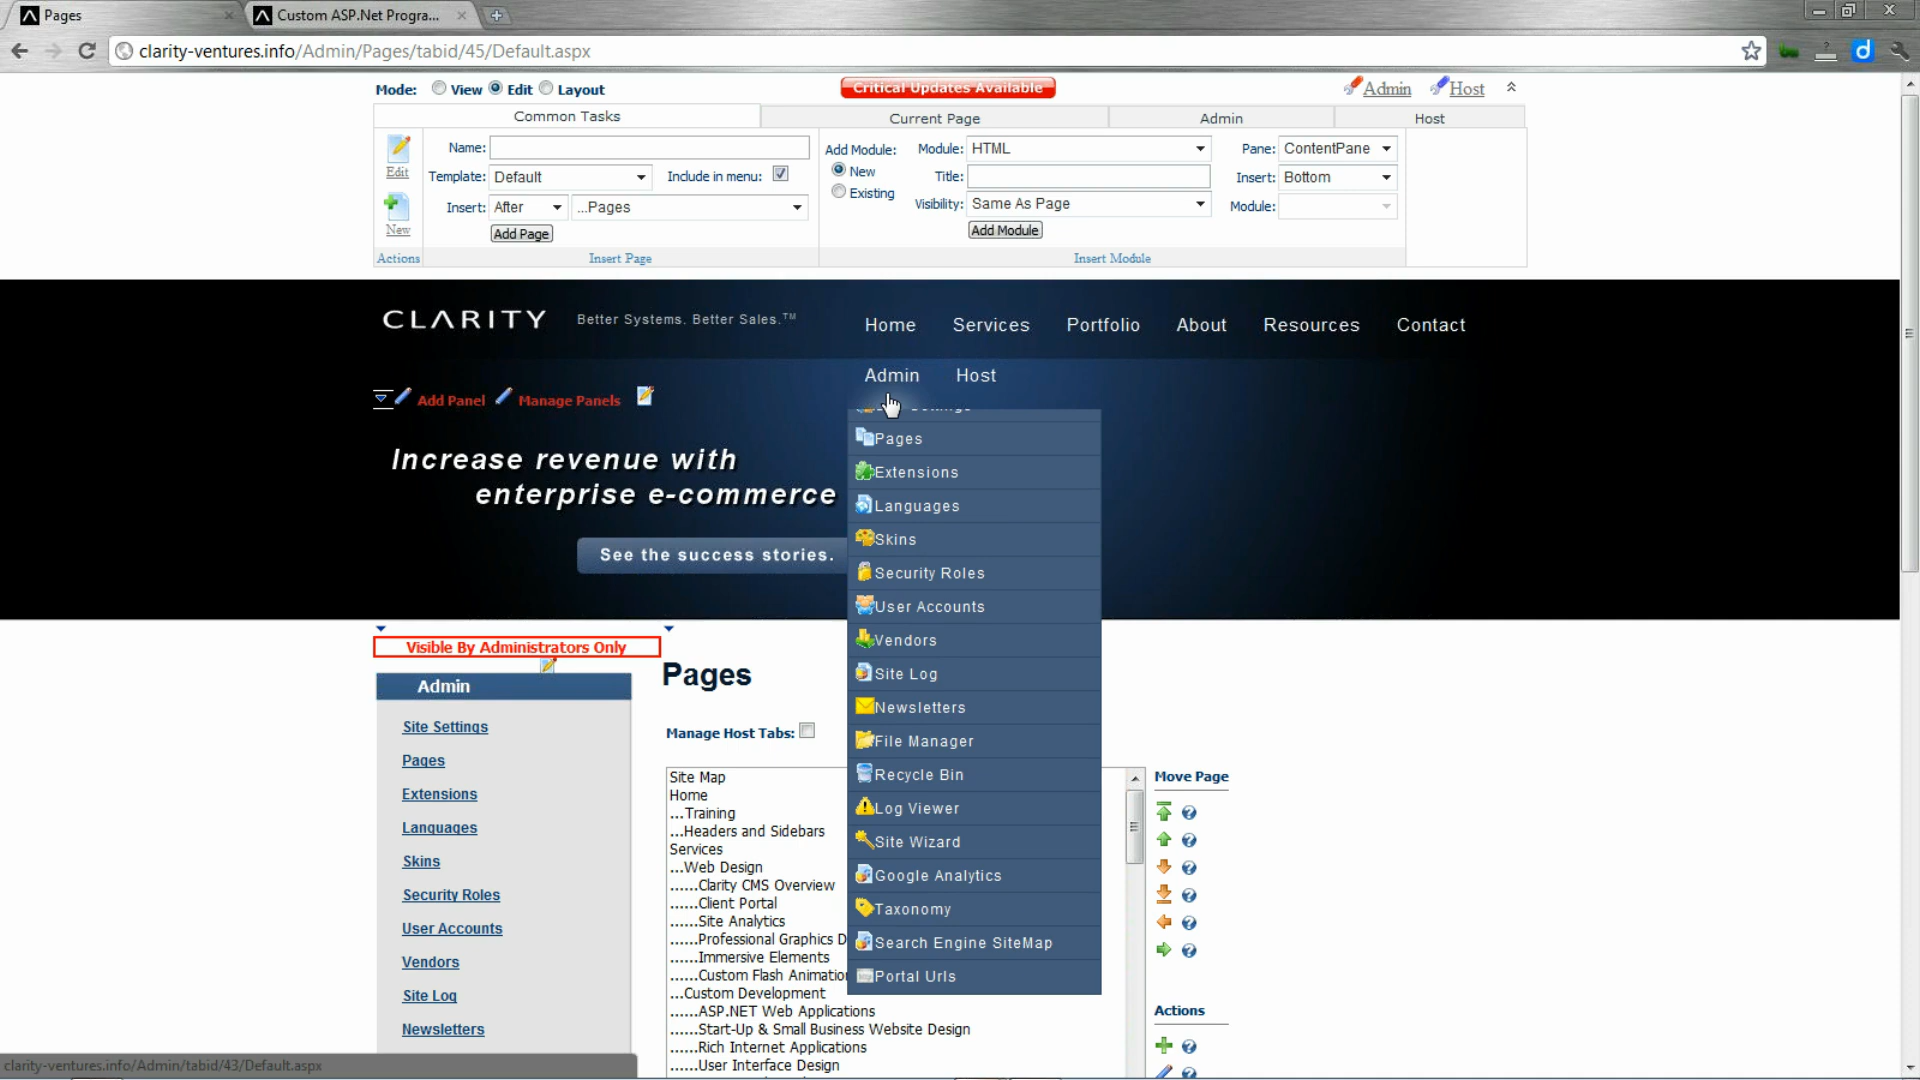 Pages
Custom ASP.Net Progra...
clarity-ventures.info/Admin/Pages/tabid/45/Default.aspx
Mode: View Edit Layout
Critical Updates Available
Admin Host
Common Tasks Current Page Admin Host
Edit
New
Actions
Name:
Template: Default Include in menu:
Insert: After ...Pages
Add Page
Insert Page
Add Module: New Existing
Module: HTML
Title:
Visibility: Same As Page
Add Module
Pane: ContentPane
Insert: Bottom
Module:
Insert Module
CLARITY Better Systems. Better Sales.™
Home Services Portfolio About Resources Contact
Admin Host
Add Panel Manage Panels
Increase revenue with
enterprise e-commerce
See the success stories.
Settings
Pages
Extensions
Languages
Skins
Security Roles
User Accounts
Vendors
Site Log
Newsletters
File Manager
Recycle Bin
Log Viewer
Site Wizard
Google Analytics
Taxonomy
Search Engine SiteMap
Portal Urls
Visible By Administrators Only
Admin
Site Settings
Pages
Extensions
Languages
Skins
Security Roles
User Accounts
Vendors
Site Log
Newsletters
Pages
Manage Host Tabs:
Site Map
Home
...Training
...Headers and Sidebars
Services
...Web Design
......Clarity CMS Overview
......Client Portal
......Site Analytics
......Professional Graphics D
......Immersive Elements
......Custom Flash Animatio
...Custom Development
......ASP.NET Web Applications
......Start-Up & Small Business Website Design
......Rich Internet Applications
......User Interface Design
Move Page
Actions
clarity-ventures.info/Admin/tabid/43/Default.aspx